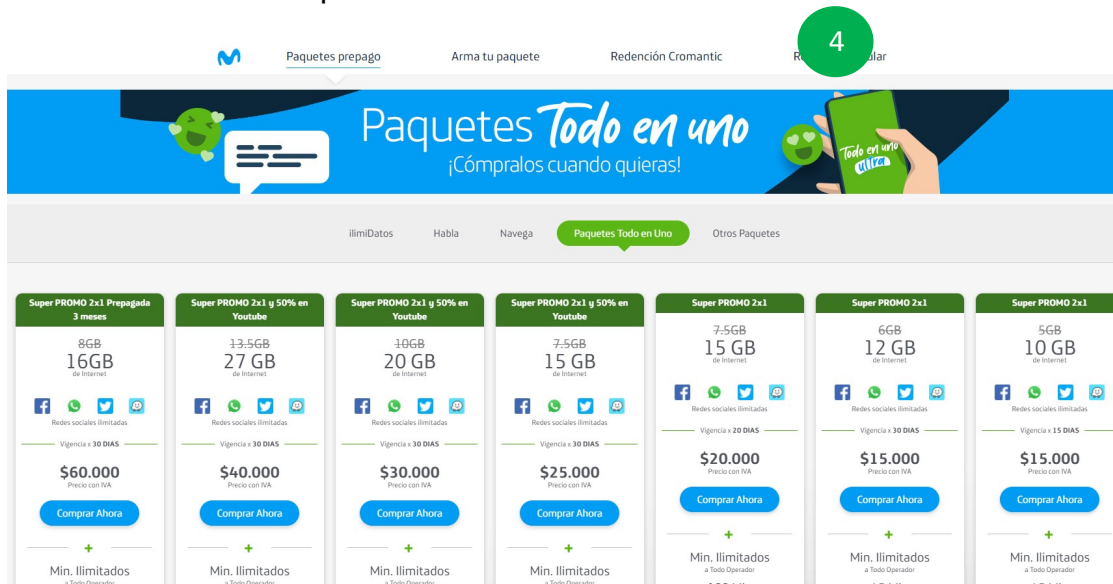 Paquetes prepago
Arma tu paquete
Redención Cromantic
4
Paquetes Todo en uno
¡Cómpralos cuando quieras!
Todo en uno
ultra
ilimiDatos
Habla
Navega
Paquetes Todo en Uno
Otros Paquetes
Super PROMO 2x1 Prepagada
3 meses
8GB
16GB
de Internet
Redes sociales ilimitadas
Vigencia x 30 DIAS
$60.000
Precio con IVA
Comprar Ahora
+
Min. Ilimitados
a Todo Operador
Super PROMO 2x1 y 50% en
Youtube
13.5GB
27 GB
de Internet
Redes sociales ilimitadas
Vigencia x 30 DIAS
$40.000
Precio con IVA
Comprar Ahora
+
Min. Ilimitados
a Todo Operador
Super PROMO 2x1 y 50% en
Youtube
10GB
20 GB
de Internet
Redes sociales ilimitadas
Vigencia x 30 DIAS
$30.000
Precio con IVA
Comprar Ahora
+
Min. Ilimitados
a Todo Operador
Super PROMO 2x1 y 50% en
Youtube
7.5GB
15 GB
de Internet
Redes sociales ilimitadas
Vigencia x 30 DIAS
$25.000
Precio con IVA
Comprar Ahora
+
Min. Ilimitados
a Todo Operador
Super PROMO 2x1
7.5GB
15 GB
de Internet
Redes sociales ilimitadas
Vigencia x 20 DIAS
$20.000
Precio con IVA
Comprar Ahora
+
Min. Ilimitados
a Todo Operador
Super PROMO 2x1
6GB
12 GB
de Internet
Redes sociales ilimitadas
Vigencia x 30 DIAS
$15.000
Precio con IVA
Comprar Ahora
+
Min. Ilimitados
a Todo Operador
Super PROMO 2x1
5GB
10 GB
de Internet
Redes sociales ilimitadas
Vigencia x 15 DIAS
$15.000
Precio con IVA
Comprar Ahora
+
Min. Ilimitados
a Todo Operador